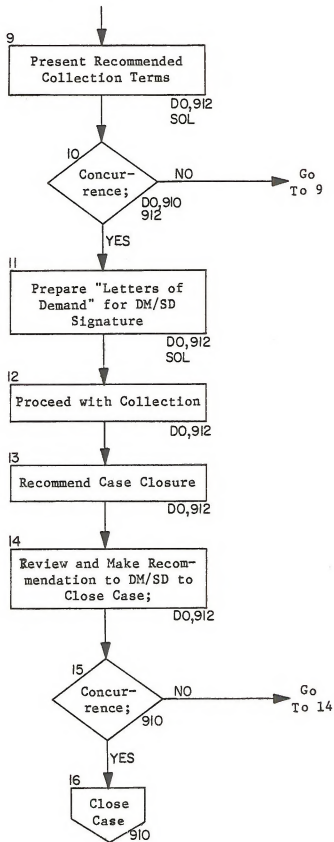 9
Present Recommended
Collection Terms
DO,912
SOL
10
Concur-
rence;
NO
Go
To 9
DO,910
912
YES
11
Prepare "Letters of
Demand" for DM/SD
Signature
DO,912
SOL
12
Proceed with Collection
DO,912
13
Recommend Case Closure
DO,912
14
Review and Make Recom-
mendation to DM/SD to
Close Case;
DO,912
15
Concur-
rence;
NO
Go
To 14
910
YES
16
Close
Case
910